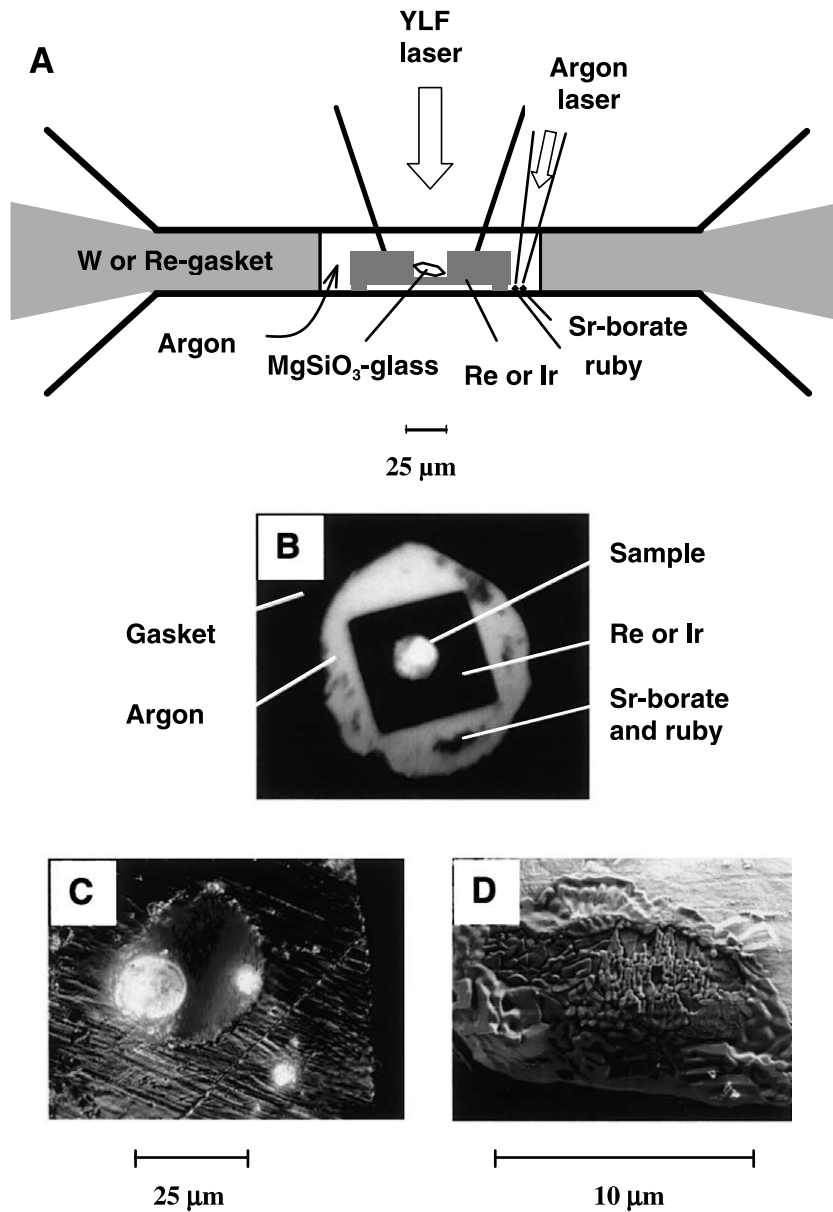 A
YLF
laser
Argon
laser
W or Re-gasket
Argon
MgSiO₃-glass
Re or Ir
Sr-borate
ruby
25 μm
B
Sample
Gasket
Re or Ir
Argon
Sr-borate
and ruby
C
D
25 μm
10 μm